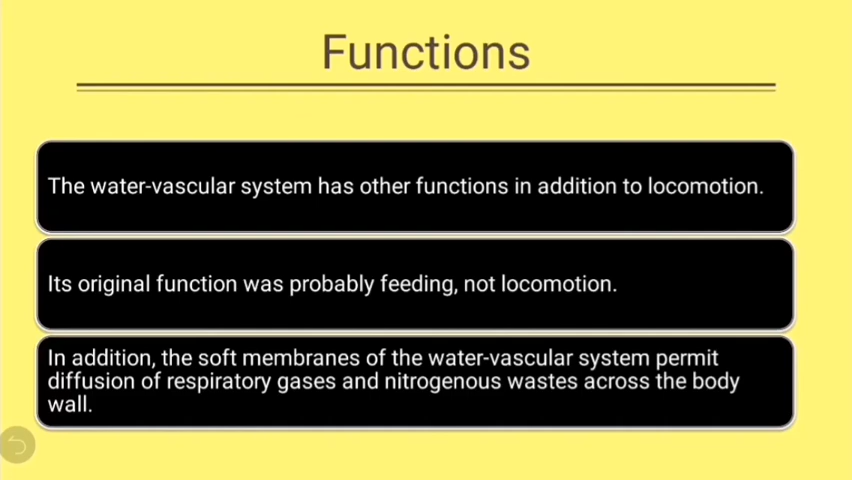 Functions
The water-vascular system has other functions in addition to locomotion.
Its original function was probably feeding, not locomotion.
In addition, the soft membranes of the water-vascular system permit
diffusion of respiratory gases and nitrogenous wastes across the body
wall.